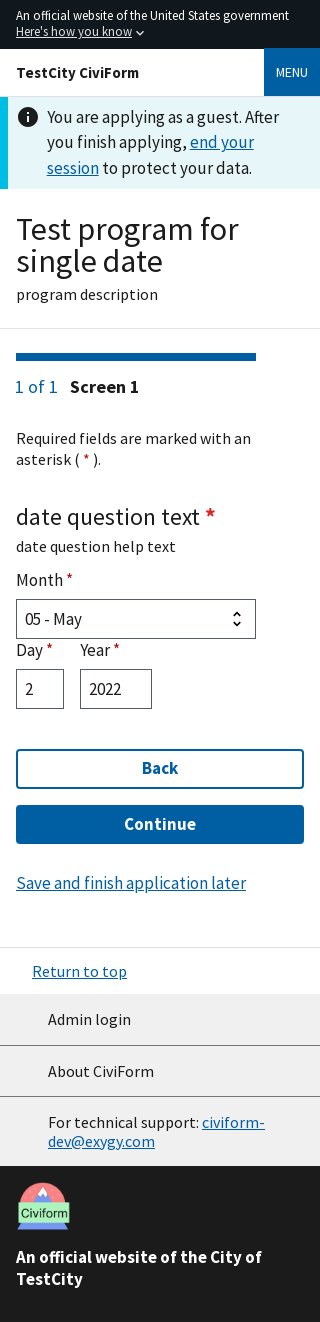 An official website of the United States government
Here's how you know
TestCity CiviForm
MENU
You are applying as a guest. After
you finish applying, end your
session to protect your data.
Test program for
single date
program description
1 of 1 Screen 1
Required fields are marked with an
asterisk ( * ).
date question text *
date question help text
Month *
05 - May
Day * Year *
2 2022
Back
Continue
Save and finish application later
Return to top
Admin login
About CiviForm
For technical support: civiform-
dev@exygy.com
Civiform
An official website of the City of
TestCity